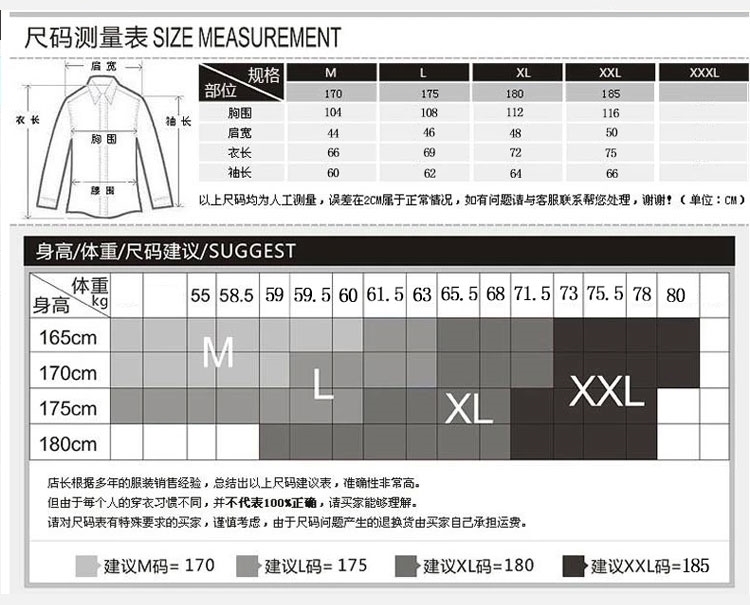 尺码测量表 SIZE MEASUREMENT
肩宽
衣长
袖长
胸围
腰围
规格 部位 M L XL XXL XXXL
170 175 180 185
胸围 104 108 112 116
肩宽 44 46 48 50
衣长 66 69 72 75
袖长 60 62 64 66
以上尺码均为人工测量，误差在2CM属于正常情况，如有问题请与客服联系帮您处理，谢谢!（单位：CM）
身高/体重/尺码建议/SUGGEST
体重 kg 身高 55 58.5 59 59.5 60 61.5 63 65.5 68 71.5 73 75.5 78 80
165cm
170cm
175cm
180cm
M
L
XL
XXL
店长根据多年的服装销售经验，总结出以上尺码建议表，准确性非常高。
但由于每个人的穿衣习惯不同，并不代表100%正确，请买家能够理解。
请对尺码表有特殊要求的买家，谨慎考虑，由于尺码问题产生的退换货由买家自己承担运费。
建议M码= 170 建议L码= 175 建议XL码=180 建议XXL码=185